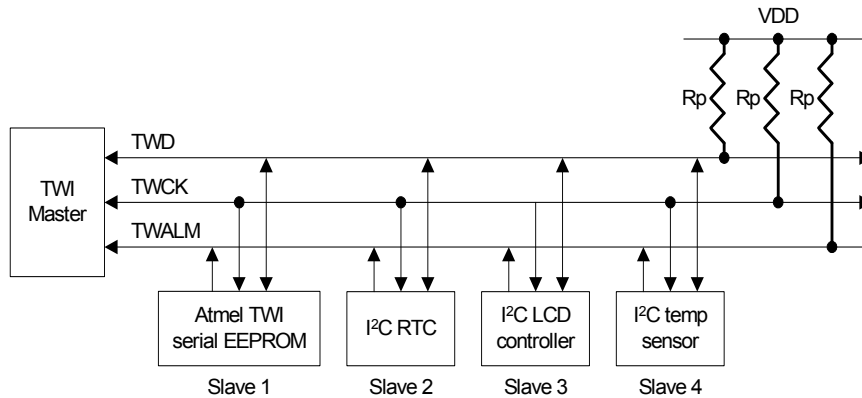 VDD
Rp Rp Rp
TWD
TWI
Master
TWCK
TWALM
Atmel TWI
serial EEPROM
I²C RTC
I²C LCD
controller
I²C temp
sensor
Slave 1 Slave 2 Slave 3 Slave 4